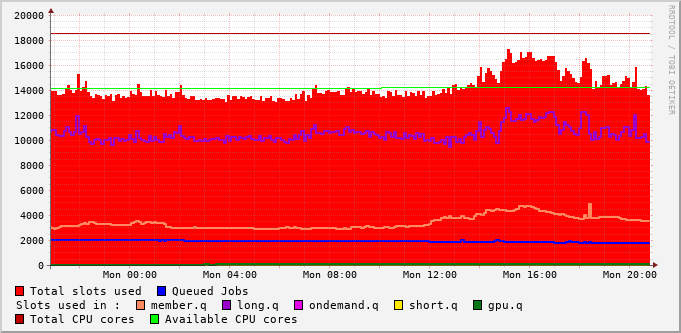 20000
18000
16000
14000
12000
10000
8000
6000
4000
2000
0
Mon 00:00 Mon 04:00 Mon 08:00 Mon 12:00 Mon 16:00 Mon 20:00
Total slots used Queued Jobs
Slots used in : member.q long.q ondemand.q short.q gpu.q
Total CPU cores Available CPU cores
RRDTOOL / TOBI OETIKER